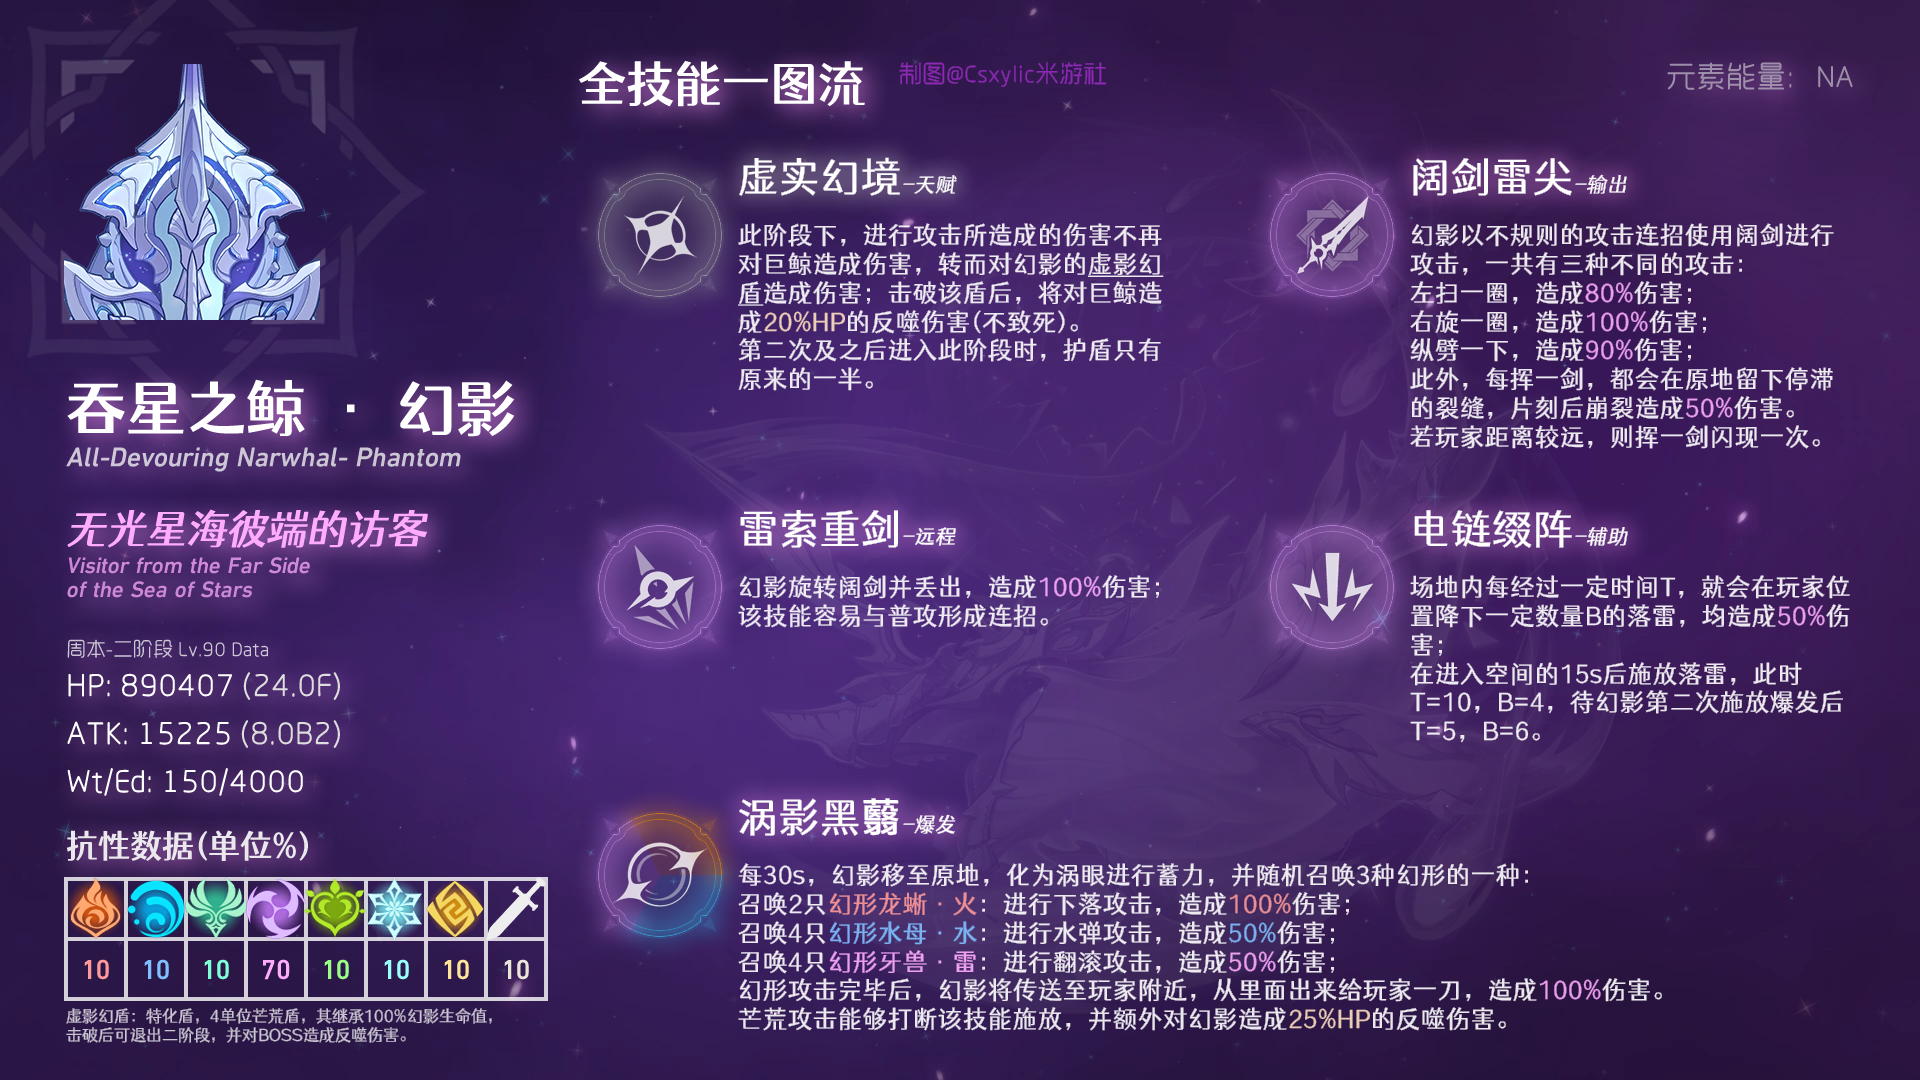 全技能一图流
制图@Csxylic米游社
元素能量： NA
吞星之鲸 · 幻影
All-Devouring Narwhal- Phantom
无光星海彼端的访客
Visitor from the Far Side
of the Sea of Stars
周本-二阶段 Lv.90 Data
HP: 890407 (24.0F)
ATK: 15225 (8.0B2)
Wt/Ed: 150/4000
抗性数据(单位%)
10 10 10 70 10 10 10 10
虚影幻盾：特化盾，4单位芒荒盾，其继承100%幻影生命值，
击破后可退出二阶段，并对BOSS造成反噬伤害。
虚实幻境-天赋
此阶段下，进行攻击所造成的伤害不再
对巨鲸造成伤害，转而对幻影的虚影幻
盾造成伤害；击破该盾后，将对巨鲸造
成20%HP的反噬伤害(不致死)。
第二次及之后进入此阶段时，护盾只有
原来的一半。
阔剑雷尖-输出
幻影以不规则的攻击连招使用阔剑进行
攻击，一共有三种不同的攻击：
左扫一圈，造成80%伤害；
右旋一圈，造成100%伤害；
纵劈一下，造成90%伤害；
此外，每挥一剑，都会在原地留下停滞
的裂缝，片刻后崩裂造成50%伤害。
若玩家距离较远，则挥一剑闪现一次。
雷索重剑-远程
幻影旋转阔剑并丢出，造成100%伤害；
该技能容易与普攻形成连招。
电链缀阵-辅助
场地内每经过一定时间T，就会在玩家位
置降下一定数量B的落雷，均造成50%伤
害；
在进入空间的15s后施放落雷，此时
T=10，B=4，待幻影第二次施放爆发后
T=5，B=6。
涡影黑蘙-爆发
每30s，幻影移至原地，化为涡眼进行蓄力，并随机召唤3种幻形的一种：
召唤2只幻形龙蜥 · 火：进行下落攻击，造成100%伤害；
召唤4只幻形水母 · 水：进行水弹攻击，造成50%伤害；
召唤4只幻形牙兽 · 雷：进行翻滚攻击，造成50%伤害；
幻形攻击完毕后，幻影将传送至玩家附近，从里面出来给玩家一刀，造成100%伤害。
芒荒攻击能够打断该技能施放，并额外对幻影造成25%HP的反噬伤害。